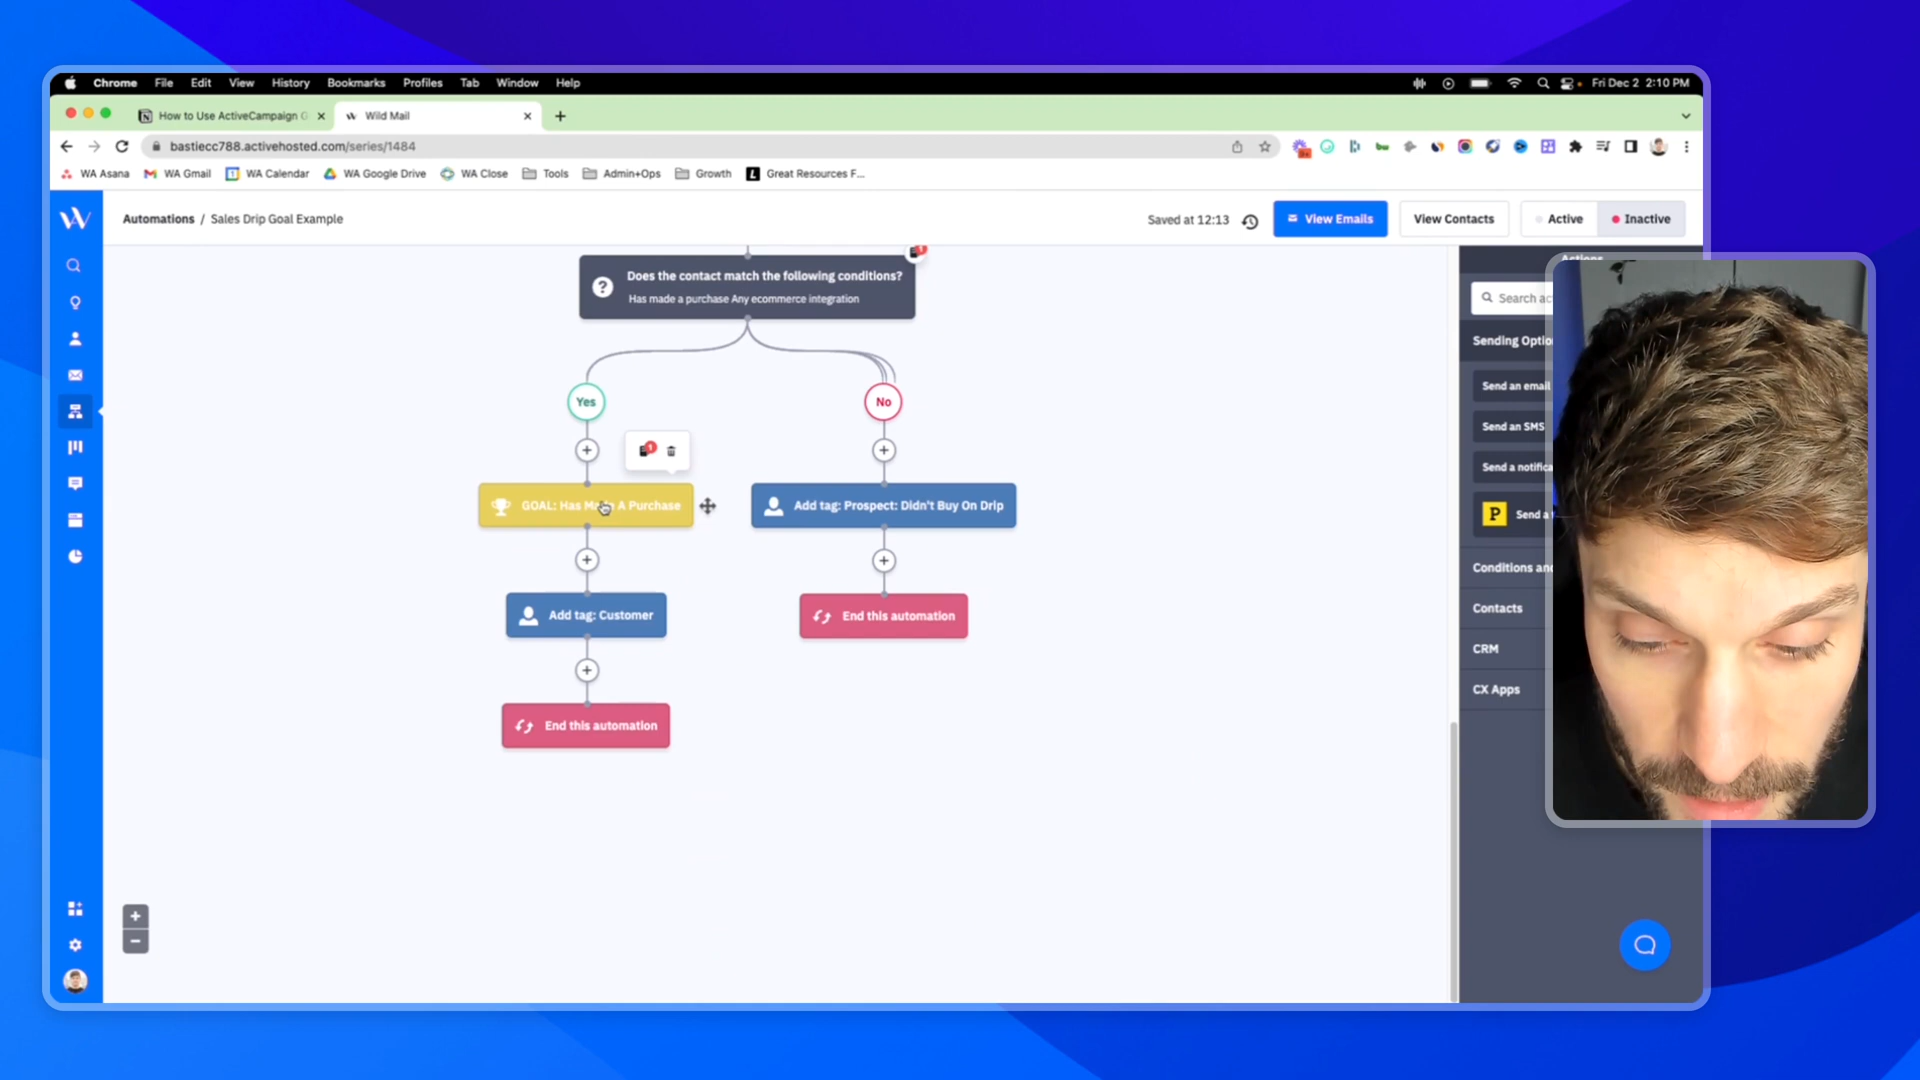 Chrome File Edit View History Bookmarks Profiles Tab Window Help
Fri Dec 2 2:10 PM
How to Use ActiveCampaign G
Wild Mail
bastiecc788.activehosted.com/series/1484
WA Asana WA Gmail WA Calendar WA Google Drive WA Close Tools Admin+Ops Growth Great Resources F...
Automations / Sales Drip Goal Example
Saved at 12:13
View Emails
View Contacts
Active
Inactive
Does the contact match the following conditions?
Has made a purchase Any ecommerce integration
Yes
No
GOAL: Has Made A Purchase
Add tag: Prospect: Didn't Buy On Drip
Add tag: Customer
End this automation
End this automation
Actions
Search ac
Sending Optio
Send an email
Send an SMS
Send a notifica
P Send a
Conditions and
Contacts
CRM
CX Apps